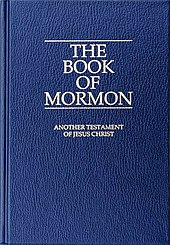 THE
BOOK
OF
MORMON
ANOTHER TESTAMENT
OF JESUS CHRIST